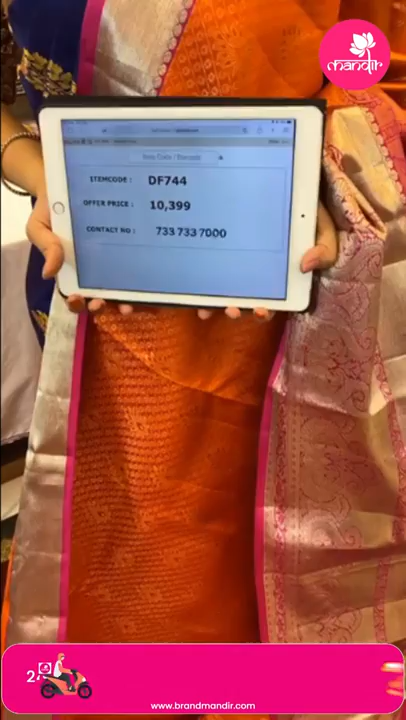 mandir
Item Code / Barcode
ITEMCODE : DF744
OFFER PRICE : 10,399
CONTACT NO : 733 733 7000
2
www.brandmandir.com